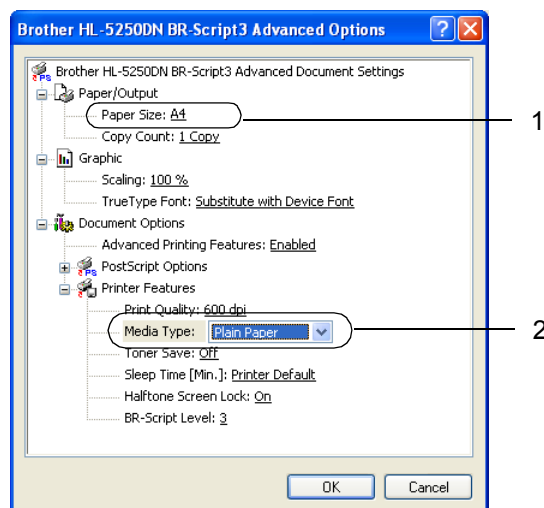 Brother HL-5250DN BR-Script3 Advanced Options
Brother HL-5250DN BR-Script3 Advanced Document Settings
Paper/Output
Paper Size: A4
1
Copy Count: 1 Copy
Graphic
Scaling: 100 %
TrueType Font: Substitute with Device Font
Document Options
Advanced Printing Features: Enabled
PostScript Options
Printer Features
Print Quality: 600 dpi
Media Type: Plain Paper
2
Toner Save: Off
Sleep Time [Min.]: Printer Default
Halftone Screen Lock: On
BR-Script Level: 3
OK Cancel